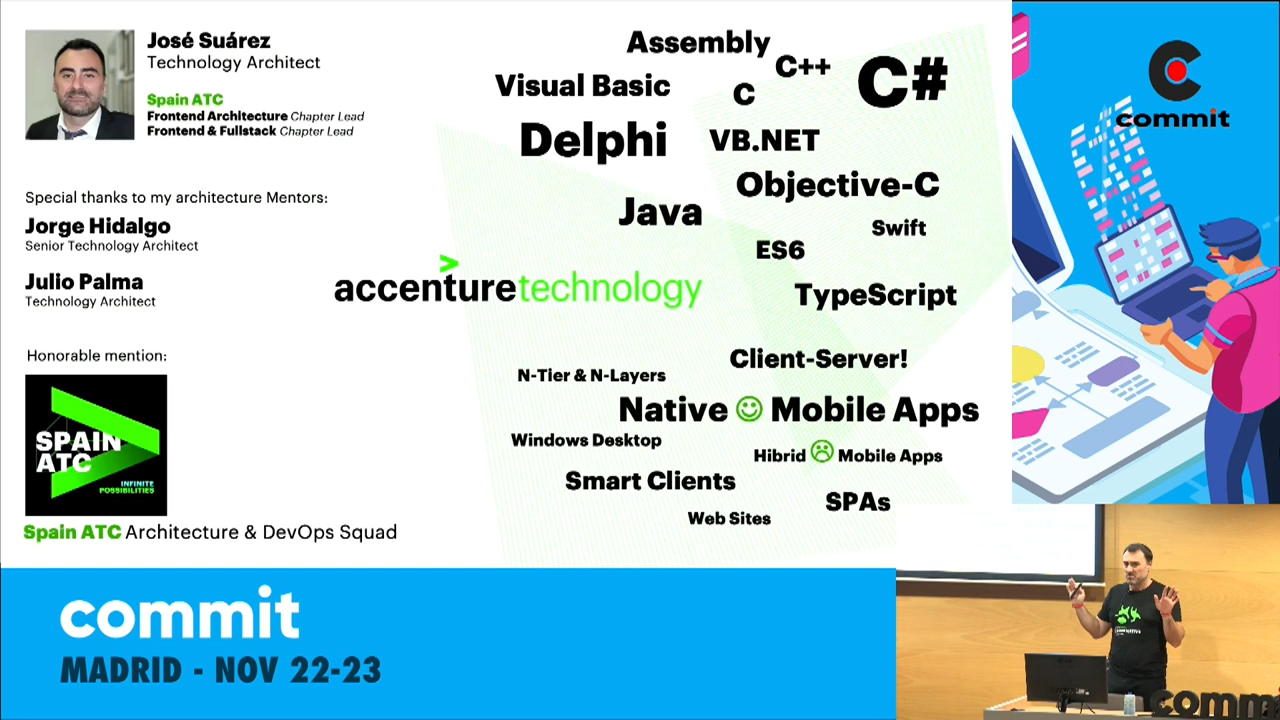 José Suárez
Technology Architect
Spain ATC
Frontend Architecture Chapter Lead
Frontend & Fullstack Chapter Lead
Special thanks to my architecture Mentors:
Jorge Hidalgo
Senior Technology Architect
Julio Palma
Technology Architect
Honorable mention:
SPAIN
ATC
INFINITE
POSSIBILITIES
Spain ATC Architecture & DevOps Squad
Assembly
C++
C#
Visual Basic
C
Delphi
VB.NET
Objective-C
Java
Swift
ES6
accenturetechnology
TypeScript
Client-Server!
N-Tier & N-Layers
Native Mobile Apps
Windows Desktop
Hibrid Mobile Apps
Smart Clients
SPAs
Web Sites
commit
commit
MADRID - NOV 22-23
comm